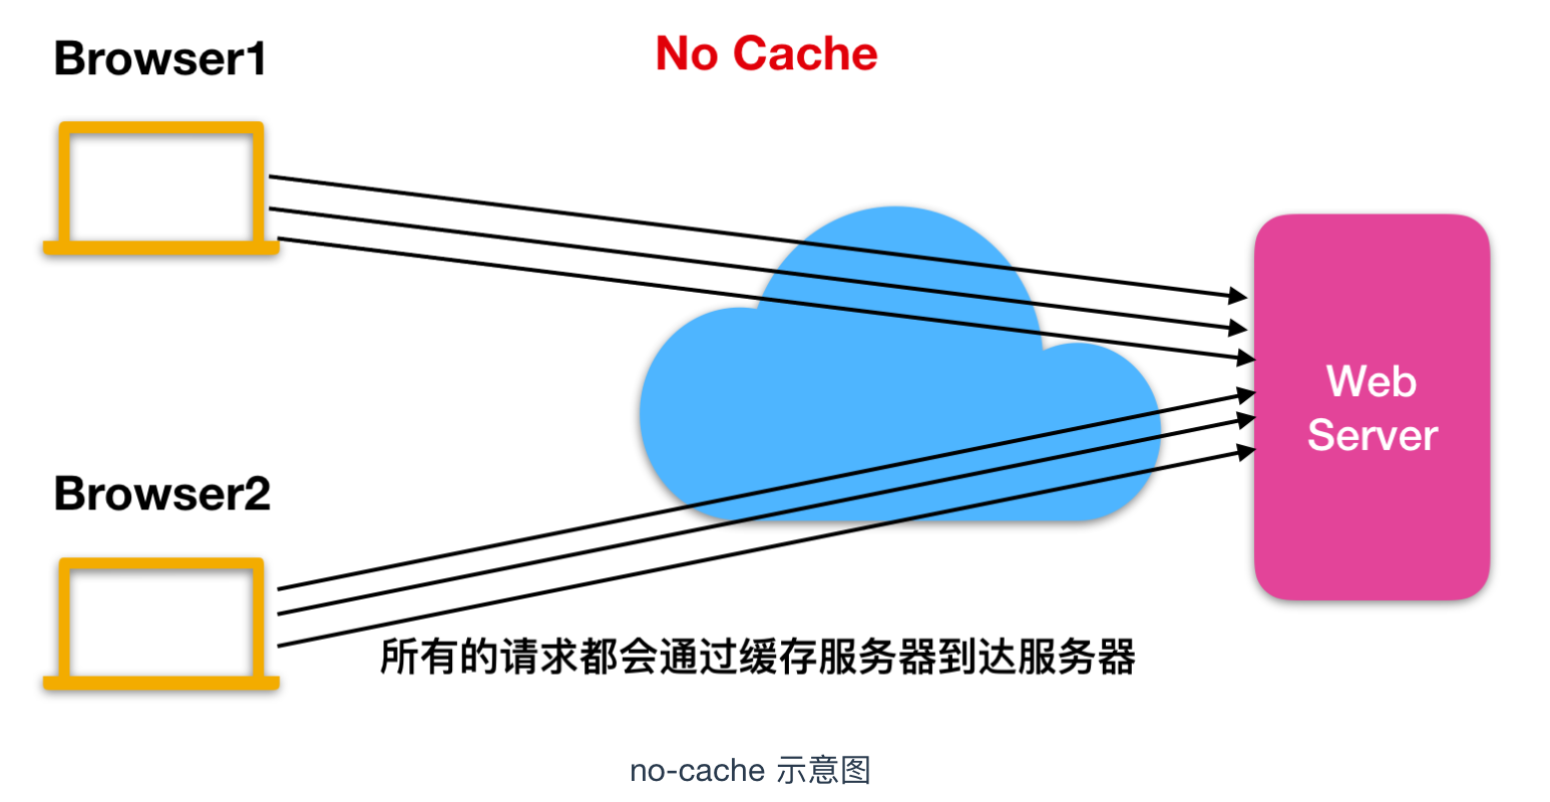 No Cache
Browser1
Web
Server
Browser2
所有的请求都会通过缓存服务器到达服务器
no-cache 示意图